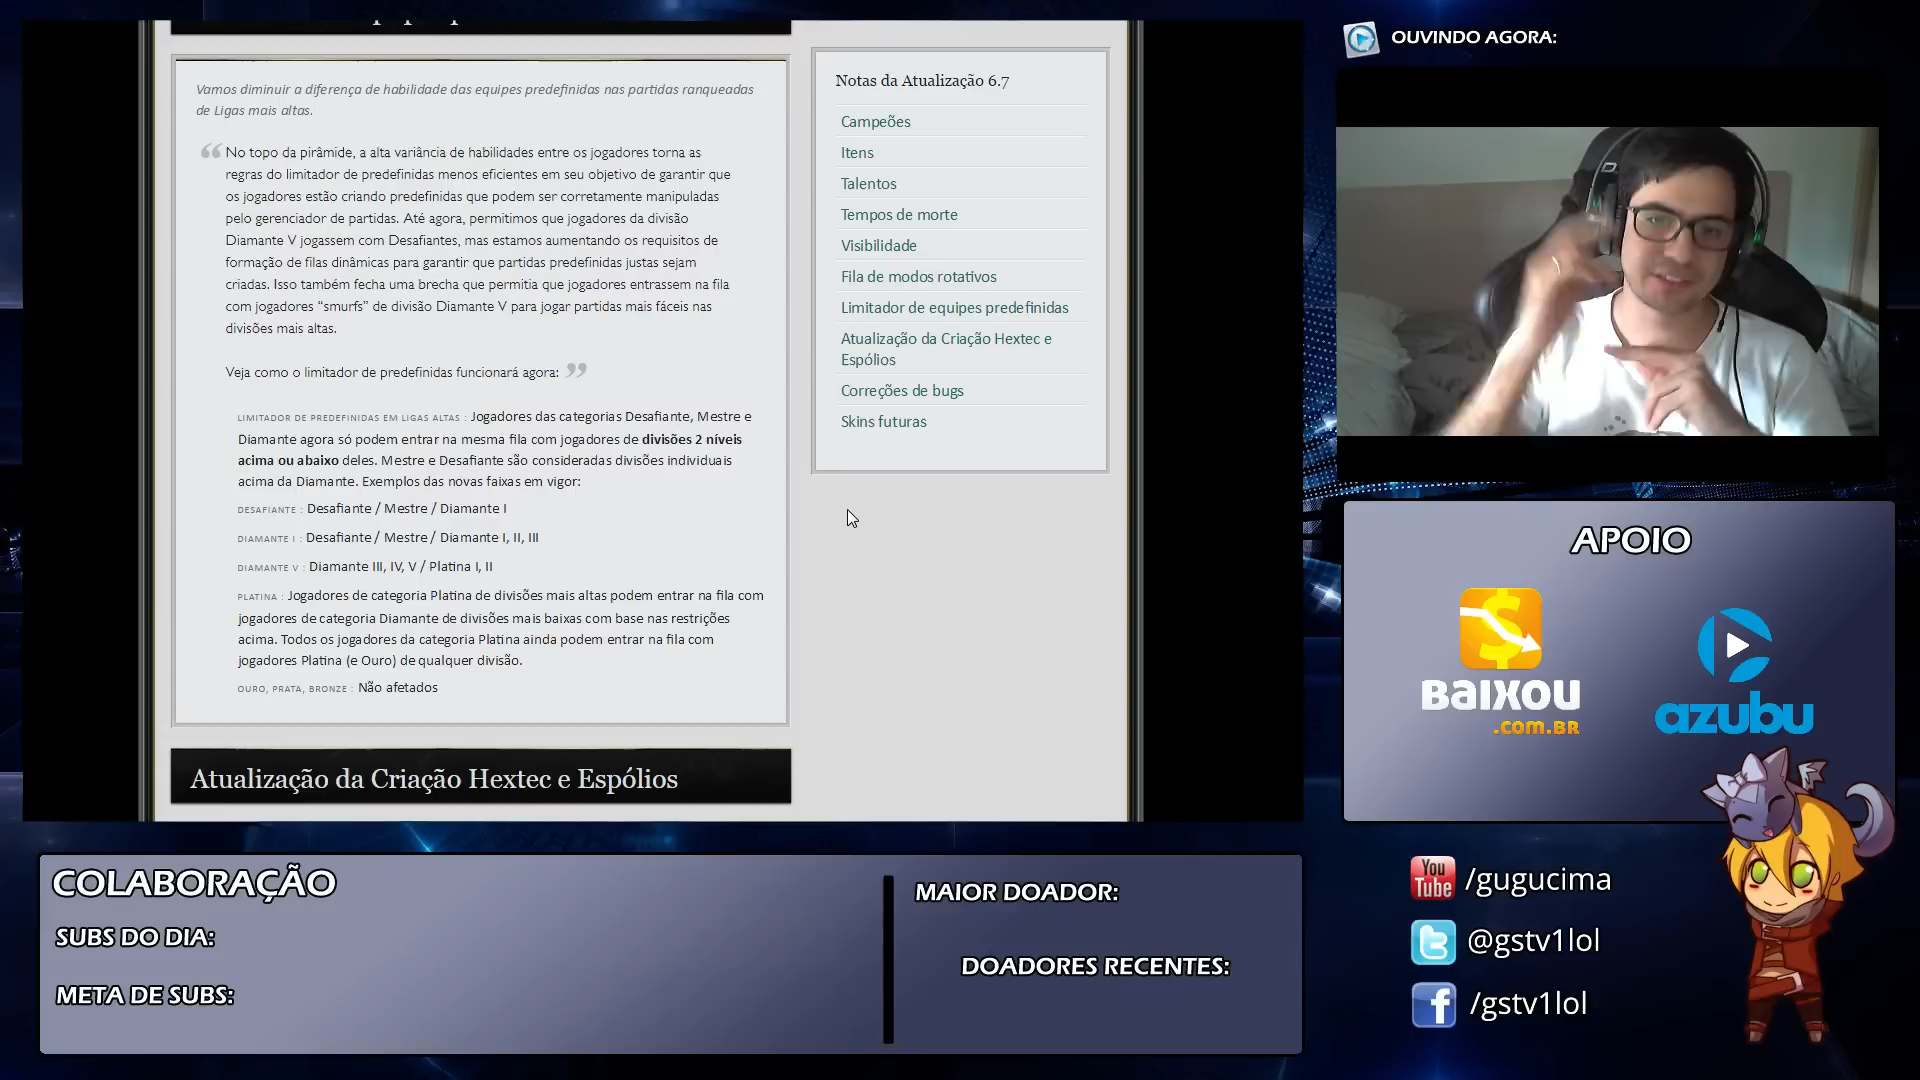 Vamos diminuir a diferença de habilidade das equipes predefinidas nas partidas ranqueadas
de Ligas mais altas.
No topo da pirâmide, a alta variância de habilidades entre os jogadores torna as
regras do limitador de predefinidas menos eficientes em seu objetivo de garantir que
os jogadores estão criando predefinidas que podem ser corretamente manipuladas
pelo gerenciador de partidas. Até agora, permitimos que jogadores da divisão
Diamante V jogassem com Desafiantes, mas estamos aumentando os requisitos de
formação de filas dinâmicas para garantir que partidas predefinidas justas sejam
criadas. Isso também fecha uma brecha que permitia que jogadores entrassem na fila
com jogadores “smurfs” de divisão Diamante V para jogar partidas mais fáceis nas
divisões mais altas.
Veja como o limitador de predefinidas funcionará agora:
LIMITADOR DE PREDEFINIDAS EM LIGAS ALTAS : Jogadores das categorias Desafiante, Mestre e
Diamante agora só podem entrar na mesma fila com jogadores de divisões 2 níveis
acima ou abaixo deles. Mestre e Desafiante são consideradas divisões individuais
acima da Diamante. Exemplos das novas faixas em vigor:
DESAFIANTE : Desafiante / Mestre / Diamante I
DIAMANTE I : Desafiante / Mestre / Diamante I, II, III
DIAMANTE V : Diamante III, IV, V / Platina I, II
PLATINA : Jogadores de categoria Platina de divisões mais altas podem entrar na fila com
jogadores de categoria Diamante de divisões mais baixas com base nas restrições
acima. Todos os jogadores da categoria Platina ainda podem entrar na fila com
jogadores Platina (e Ouro) de qualquer divisão.
OURO, PRATA, BRONZE : Não afetados
Atualização da Criação Hextec e Espólios
Notas da Atualização 6.7
Campeões
Itens
Talentos
Tempos de morte
Visibilidade
Fila de modos rotativos
Limitador de equipes predefinidas
Atualização da Criação Hextec e
Espólios
Correções de bugs
Skins futuras
OUVINDO AGORA:
APOIO
BAIXOU
.COM.BR
azubu
COLABORAÇÃO
SUBS DO DIA:
META DE SUBS:
MAIOR DOADOR:
DOADORES RECENTES:
You
Tube
/gugucima
@gstv1lol
/gstv1lol